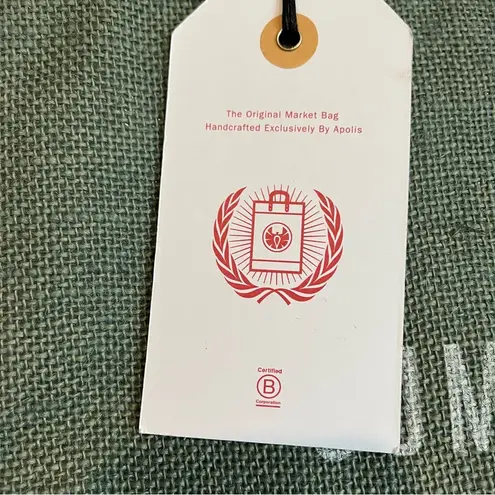 The Original Market Bag
Handcrafted Exclusively By Apolis
Certified
B
Corporation